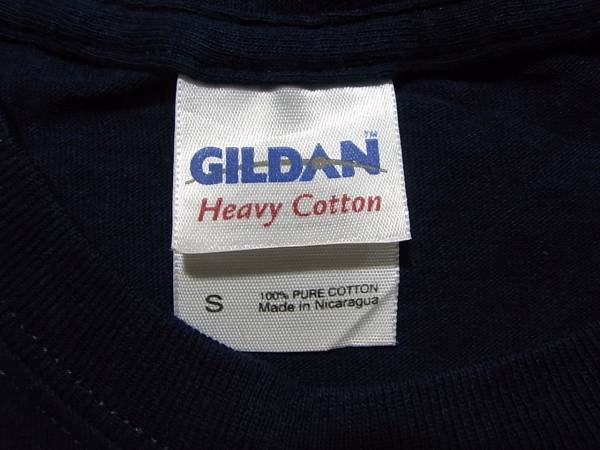 GILDAN™
Heavy Cotton
S
100% PURE COTTON
Made in Nicaragua